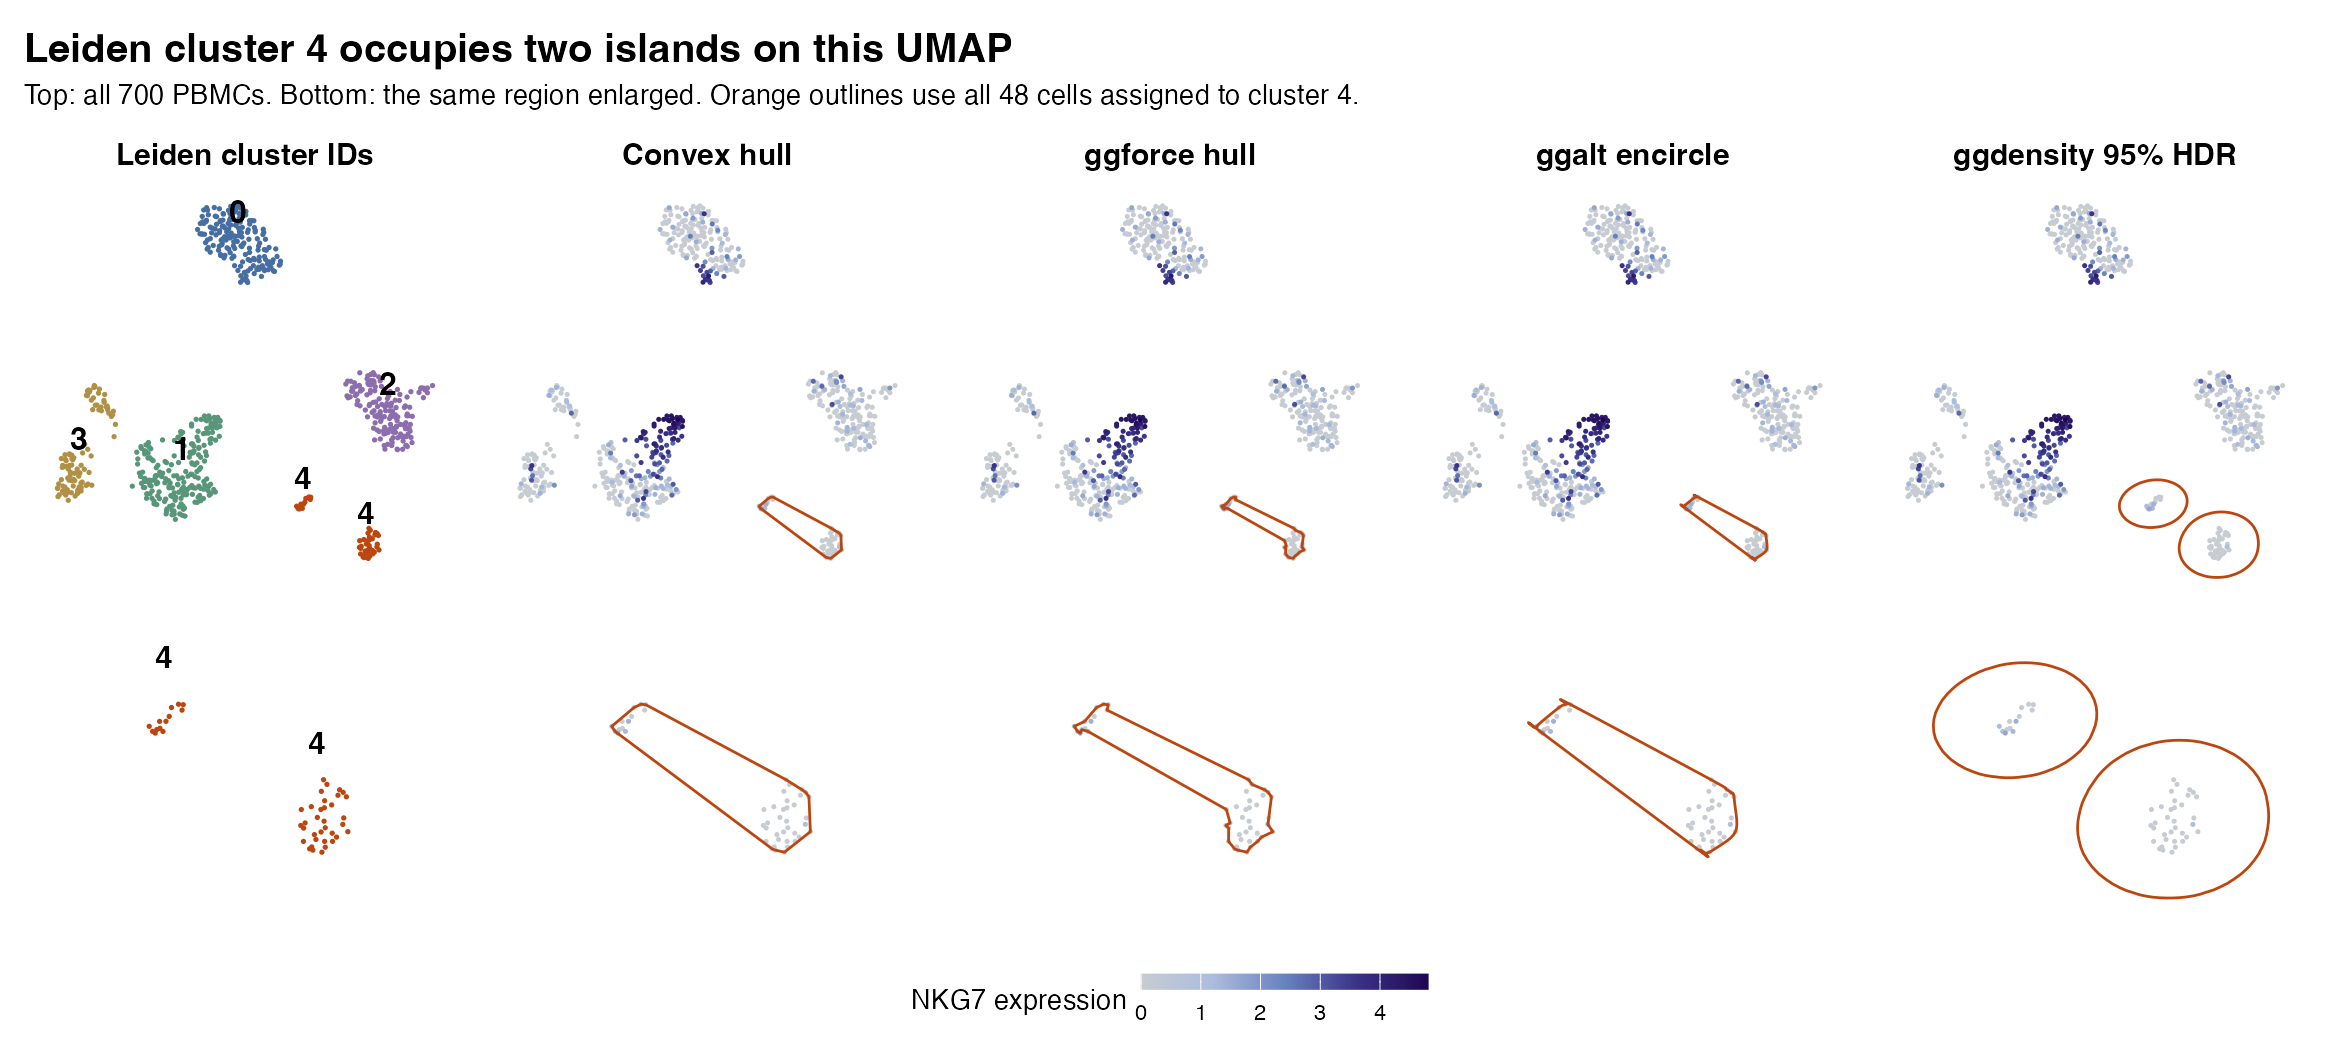 Leiden cluster 4 occupies two islands on this UMAP
Top: all 700 PBMCs. Bottom: the same region enlarged. Orange outlines use all 48 cells assigned to cluster 4.
Leiden cluster IDs
Convex hull
ggforce hull
ggalt encircle
ggdensity 95% HDR
0
2
3
1
4
4
4
4
NKG7 expression
0 1 2 3 4